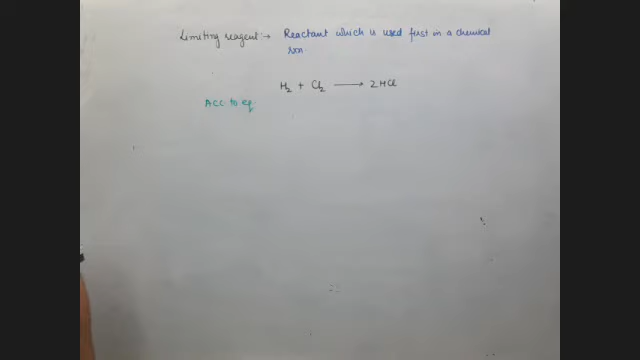 Limiting reagent:→ Reactant which is used first in a chemical
rxn.
H₂ + Cl₂ ⟶ 2HCl
Acc to eq.